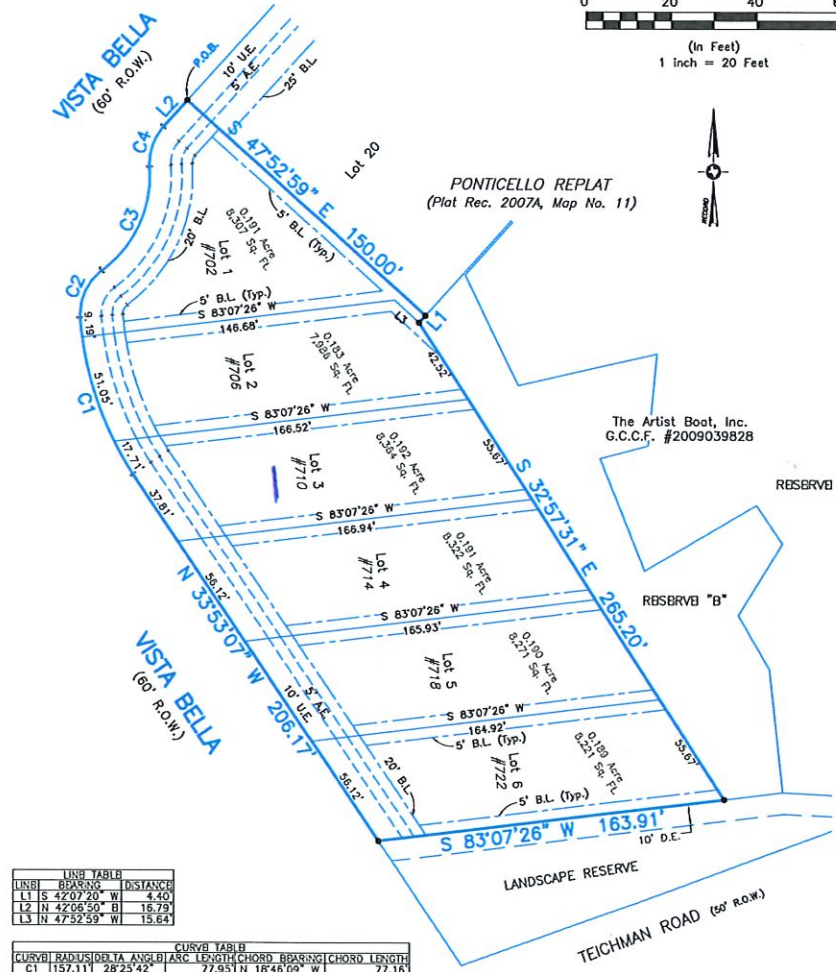 0 20 40 6
(In Feet)
1 inch = 20 Feet
VISTA BELLA
(60' R.O.W.)
P.O.B.
10' U.E.
5' A.E.
25' B.L.
L2
C4
C3
C2
S 47°52'59" E 150.00'
Lot 20
PONTICELLO REPLAT
(Plat Rec. 2007A, Map No. 11)
RECORD
5' B.L. (Typ.)
20' B.L.
0.191 Acre
8,307 Sq. Ft.
Lot 1
#702
5' B.L. (Typ.)
S 83°07'26" W
146.68'
9.19'
L3
L1
42.52'
0.183 Acre
7,986 Sq. Ft.
Lot 2
#706
51.05'
C1
S 83°07'26" W
166.52'
17.71'
55.67'
The Artist Boat, Inc.
G.C.C.F. #2009039828
RESERVE
0.192 Acre
8,364 Sq. Ft.
Lot 3
#710
37.81'
S 83°07'26" W
166.94'
S 32°57'31" E 265.20'
0.191 Acre
8,322 Sq. Ft.
Lot 4
#714
56.12'
N 33°53'07" W 206.17'
S 83°07'26" W
165.93'
RESERVE "B"
VISTA BELLA
(60' R.O.W.)
0.190 Acre
8,271 Sq. Ft.
Lot 5
#718
10' U.E.
5' A.E.
S 83°07'26" W
164.92'
5' B.L. (Typ.)
55.67'
56.12'
20' B.L.
0.189 Acre
8,221 Sq. Ft.
Lot 6
#722
5' B.L. (Typ.)
S 83°07'26" W 163.91'
10' D.E.
LANDSCAPE RESERVE
TEICHMAN ROAD (50' R.O.W.)
LINE TABLE
LINE BEARING DISTANCE
L1 S 42°07'20" W 4.40'
L2 N 42°06'50" E 16.79'
L3 N 47°52'59" W 15.64'
CURVE TABLE
CURVE RADIUS DELTA ANGLE ARC LENGTH CHORD BEARING CHORD LENGTH
C1 157.11' 28°25'42" 77.95' N 18°46'09" W 77.16'